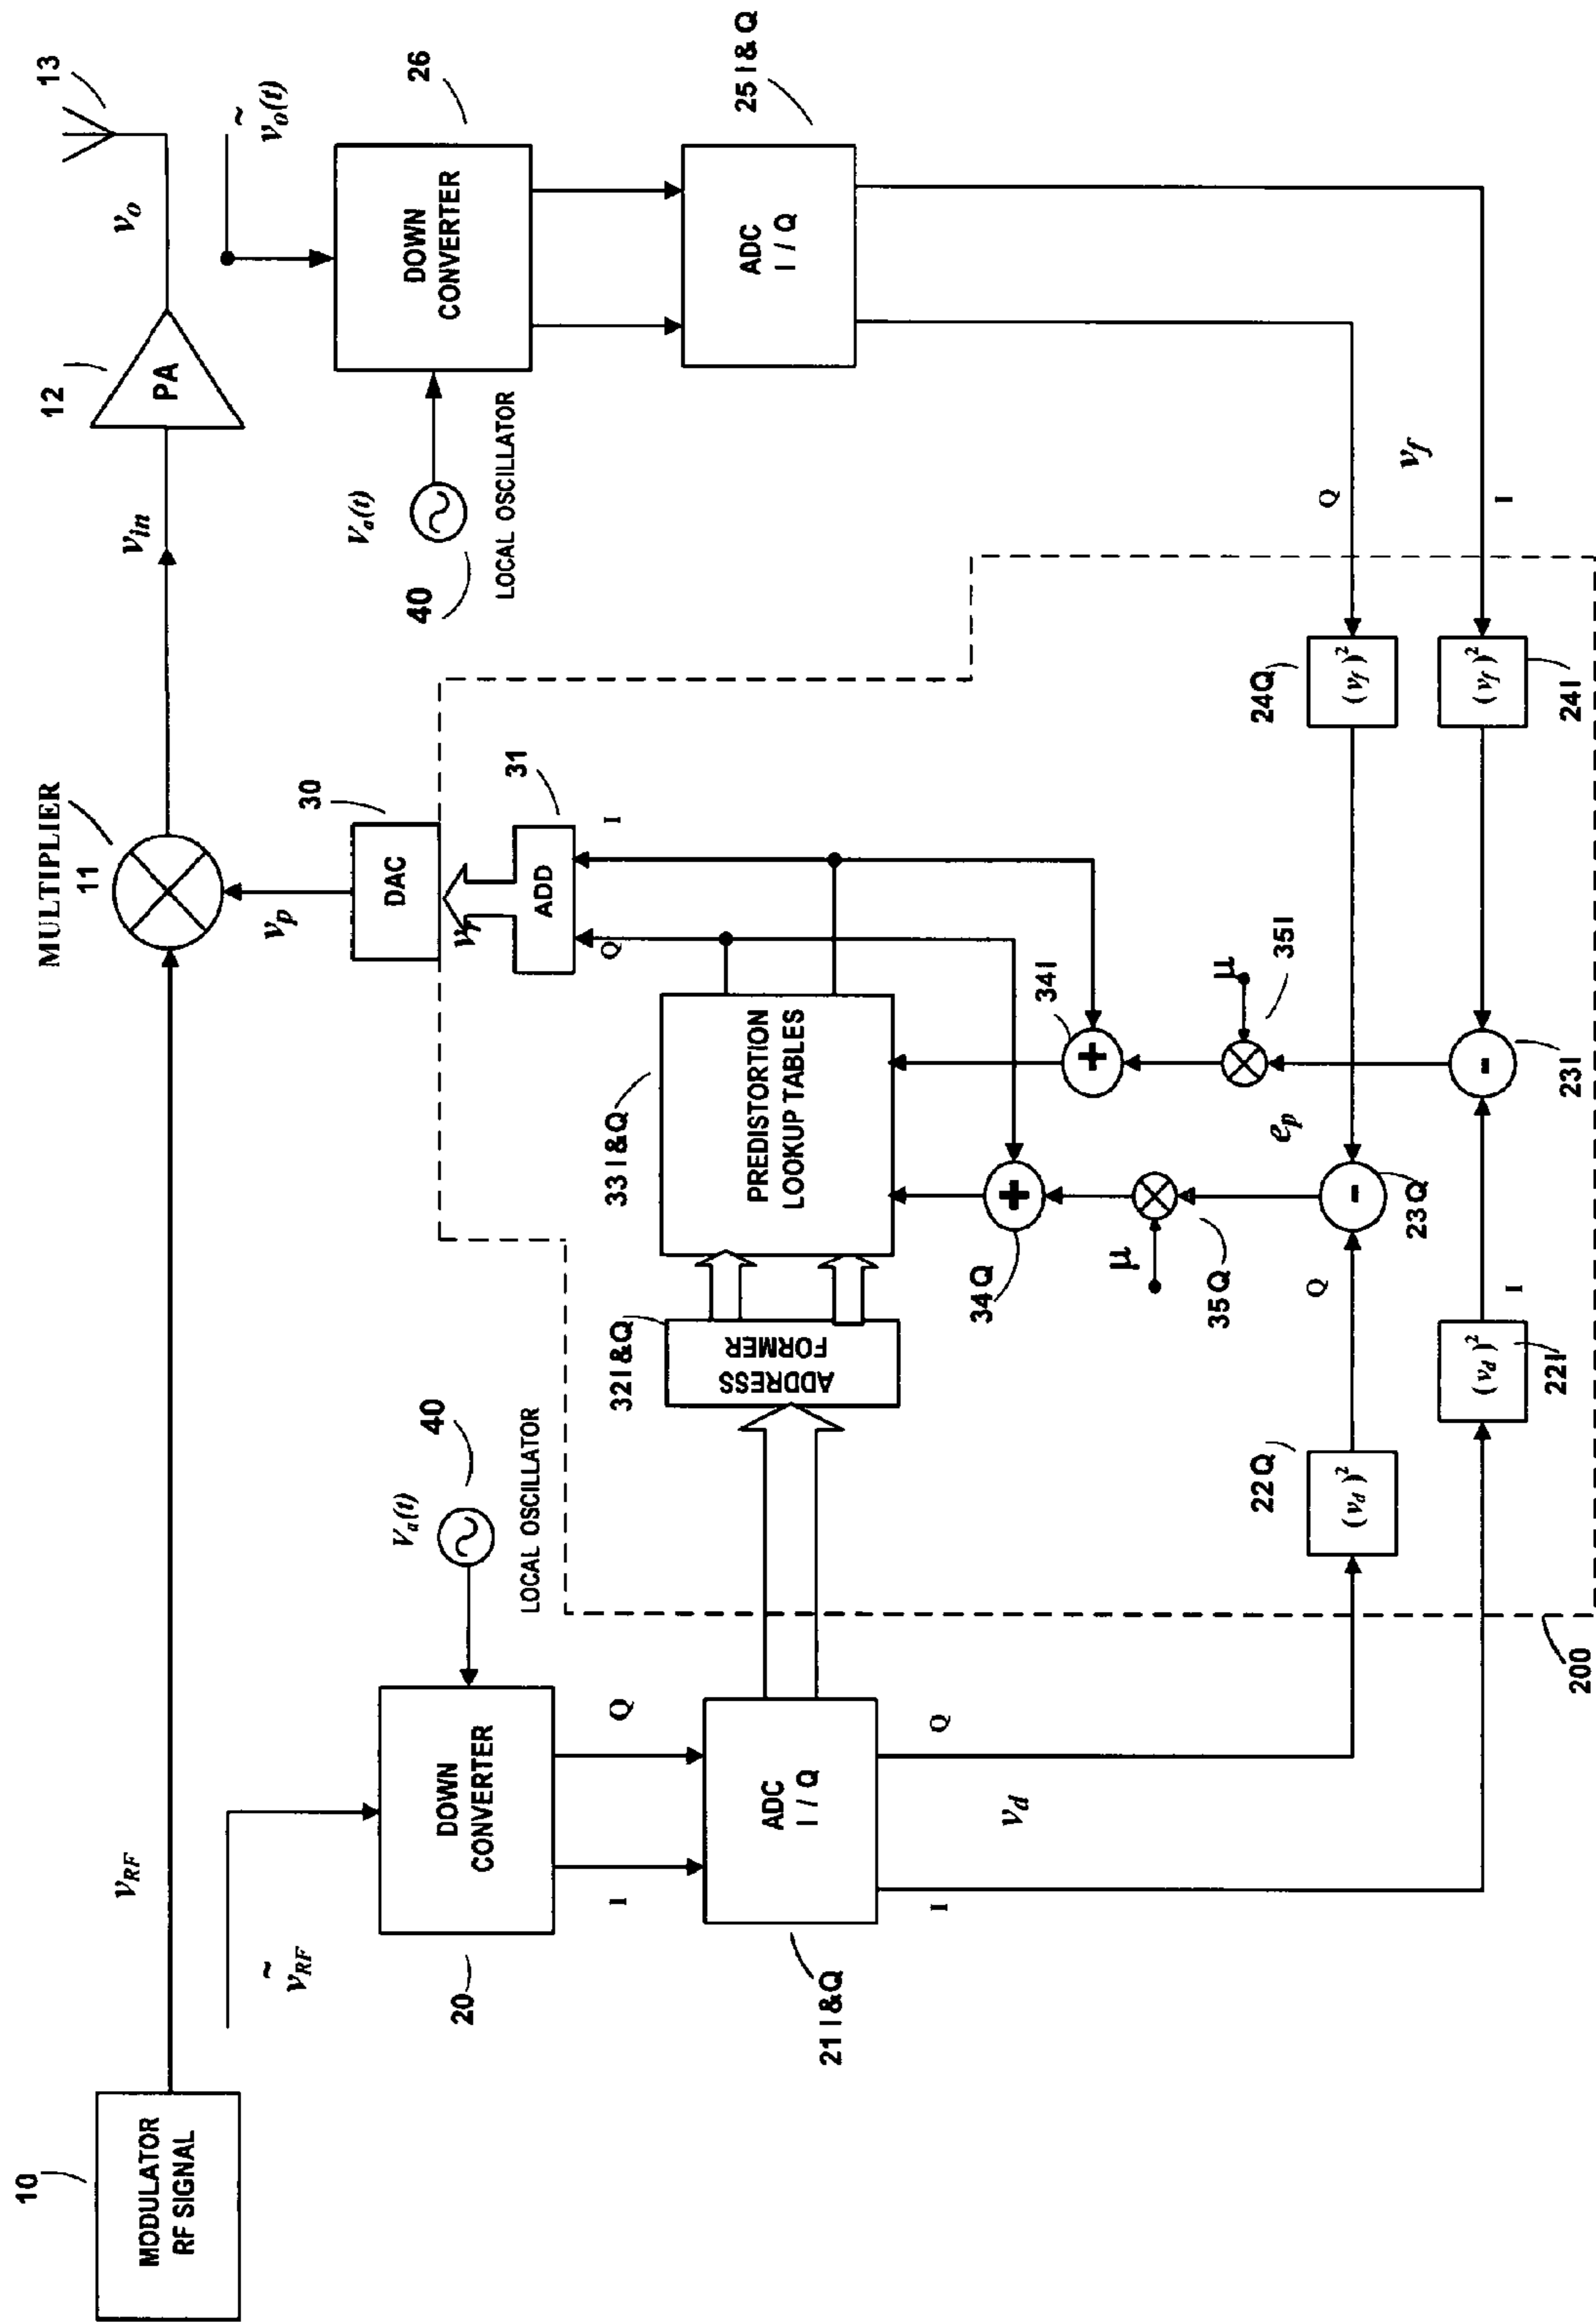 10
MODULATOR
RF SIGNAL
v_RF
MULTIPLIER
11
v_in
12
PA
v_o
13
ṽ_RF
20
DOWN
CONVERTER
V_a(t)
40
LOCAL OSCILLATOR
v_p
30
DAC
v_r
31
ADD
Q
I
V_a(t)
40
LOCAL OSCILLATOR
ṽ_o(t)
26
DOWN
CONVERTER
I
Q
21 I&Q
ADC
I / Q
32I&Q
ADDRESS
FORMER
33 I&Q
PREDISTORTION
LOOKUP TABLES
25 I&Q
ADC
I / Q
I
Q
v_d
34Q
+
34I
+
μ
35Q
μ
35I
22Q
(v_d)²
Q
-
23Q
e_p
24Q
(v_f)²
Q
v_f
22I
(v_d)²
I
-
23I
24I
(v_f)²
I
200